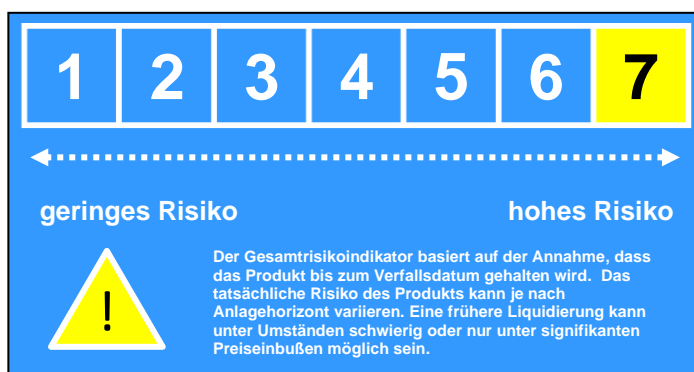 1 2 3 4 5 6 7
geringes Risiko hohes Risiko
!
Der Gesamtrisikoindikator basiert auf der Annahme, dass
das Produkt bis zum Verfallsdatum gehalten wird. Das
tatsächliche Risiko des Produkts kann je nach
Anlagehorizont variieren. Eine frühere Liquidierung kann
unter Umständen schwierig oder nur unter signifikanten
Preiseinbußen möglich sein.